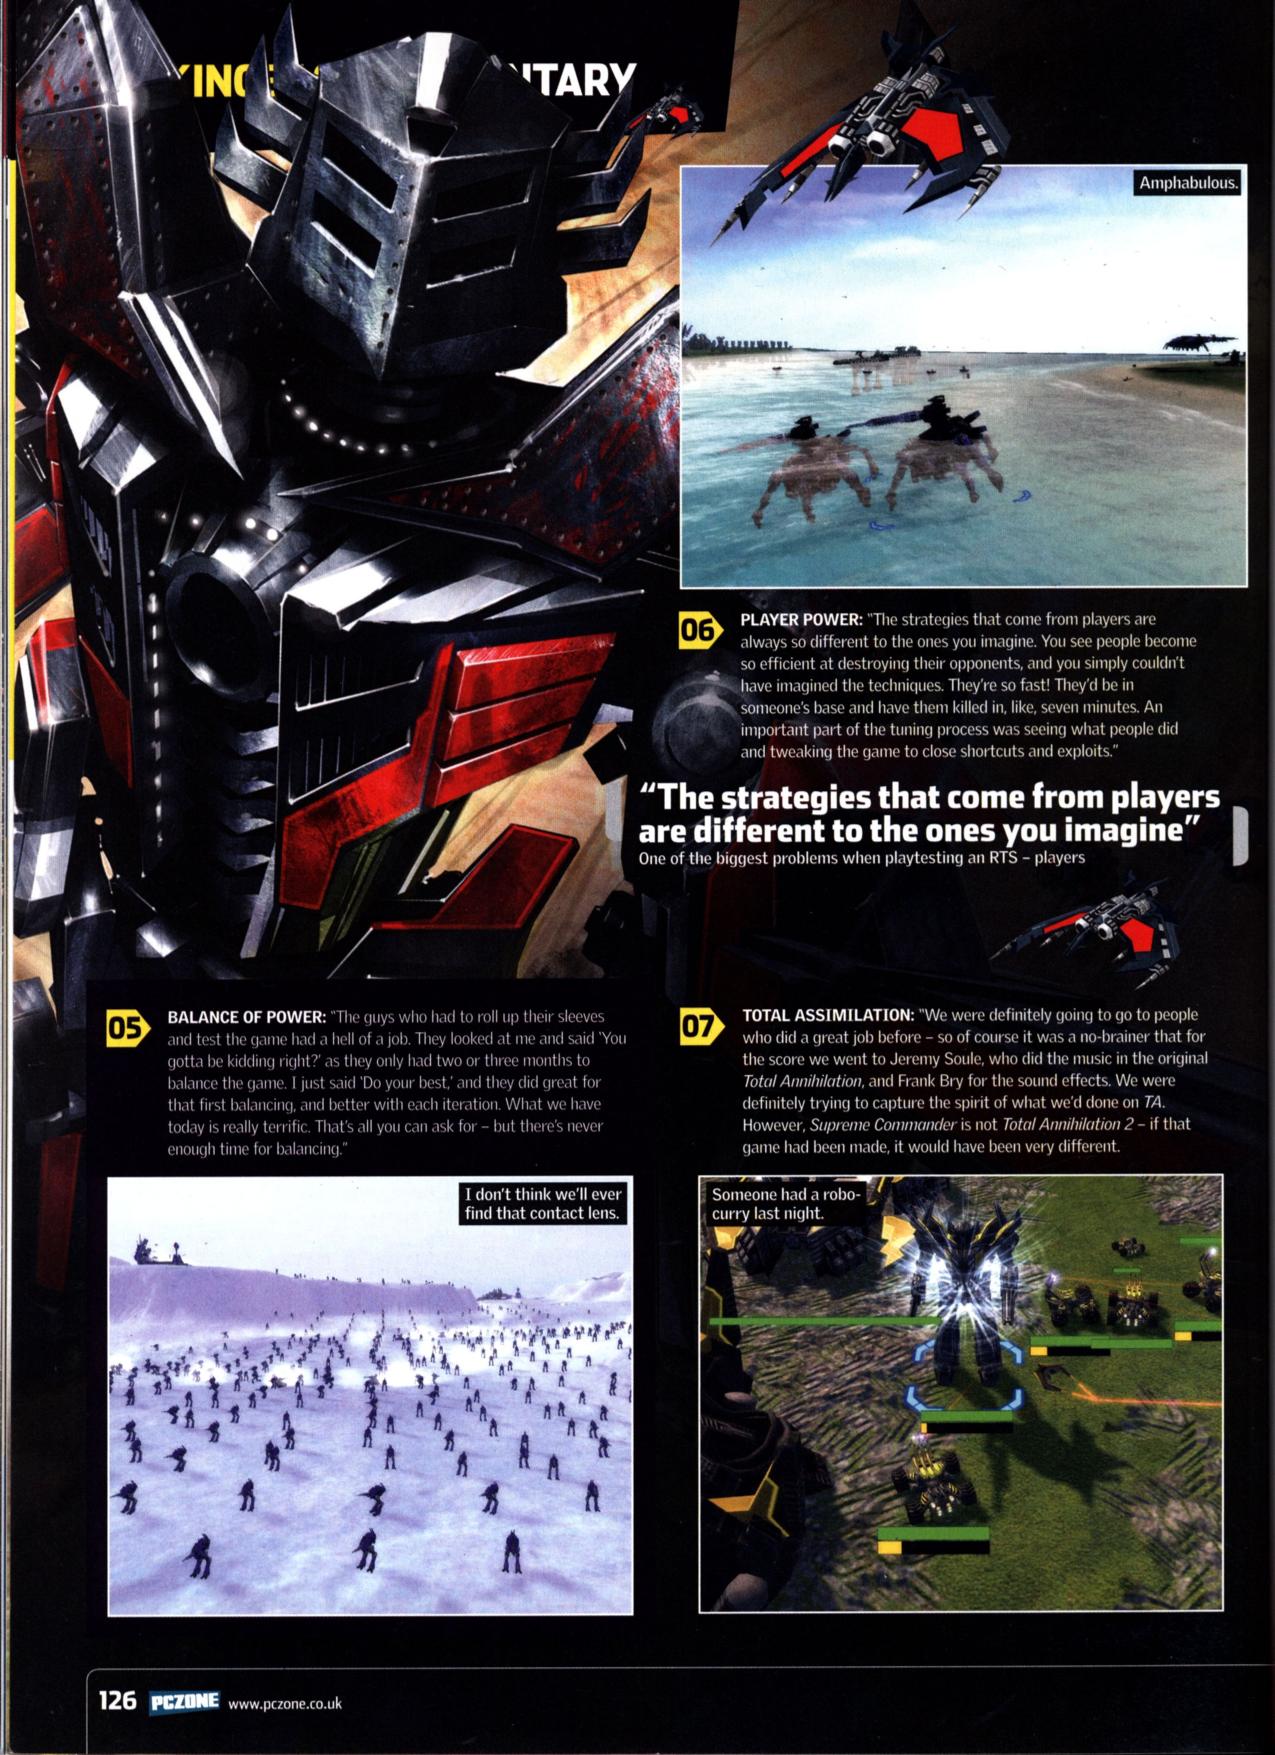 Amphabulous.
06 PLAYER POWER: "The strategies that come from players are
always so different to the ones you imagine. You see people become
so efficient at destroying their opponents, and you simply couldn't
have imagined the techniques. They're so fast! They'd be in
someone's base and have them killed in, like, seven minutes. An
important part of the tuning process was seeing what people did
and tweaking the game to close shortcuts and exploits."
"The strategies that come from players
are different to the ones you imagine"
One of the biggest problems when playtesting an RTS – players
05 BALANCE OF POWER: "The guys who had to roll up their sleeves
and test the game had a hell of a job. They looked at me and said 'You
gotta be kidding right?' as they only had two or three months to
balance the game. I just said 'Do your best,' and they did great for
that first balancing, and better with each iteration. What we have
today is really terrific. That's all you can ask for – but there's never
enough time for balancing."
I don't think we'll ever
find that contact lens.
07 TOTAL ASSIMILATION: "We were definitely going to go to people
who did a great job before – so of course it was a no-brainer that for
the score we went to Jeremy Soule, who did the music in the original
Total Annihilation, and Frank Bry for the sound effects. We were
definitely trying to capture the spirit of what we'd done on TA.
However, Supreme Commander is not Total Annihilation 2 – if that
game had been made, it would have been very different.
Someone had a robo-
curry last night.
126 PCZONE www.pczone.co.uk